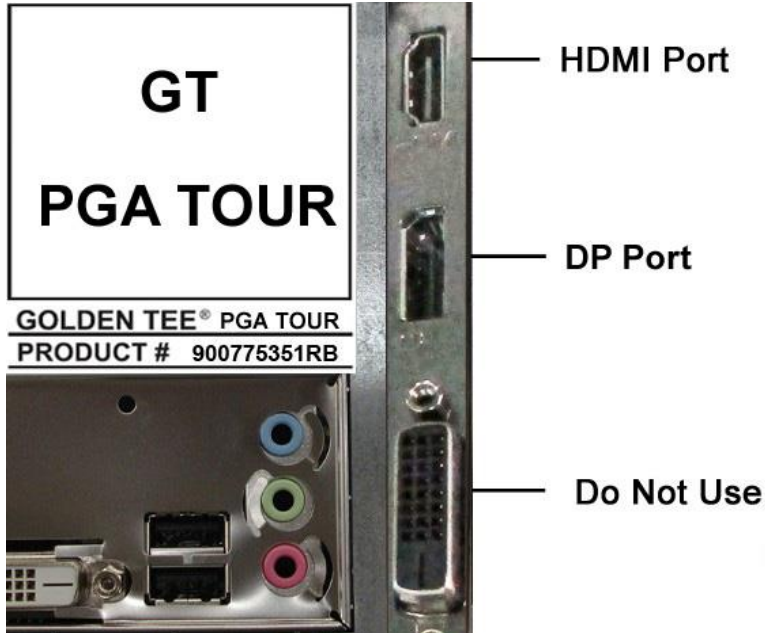 GT
PGA TOUR
GOLDEN TEE® PGA TOUR
PRODUCT # 900775351RB
HDMI Port
DP Port
Do Not Use